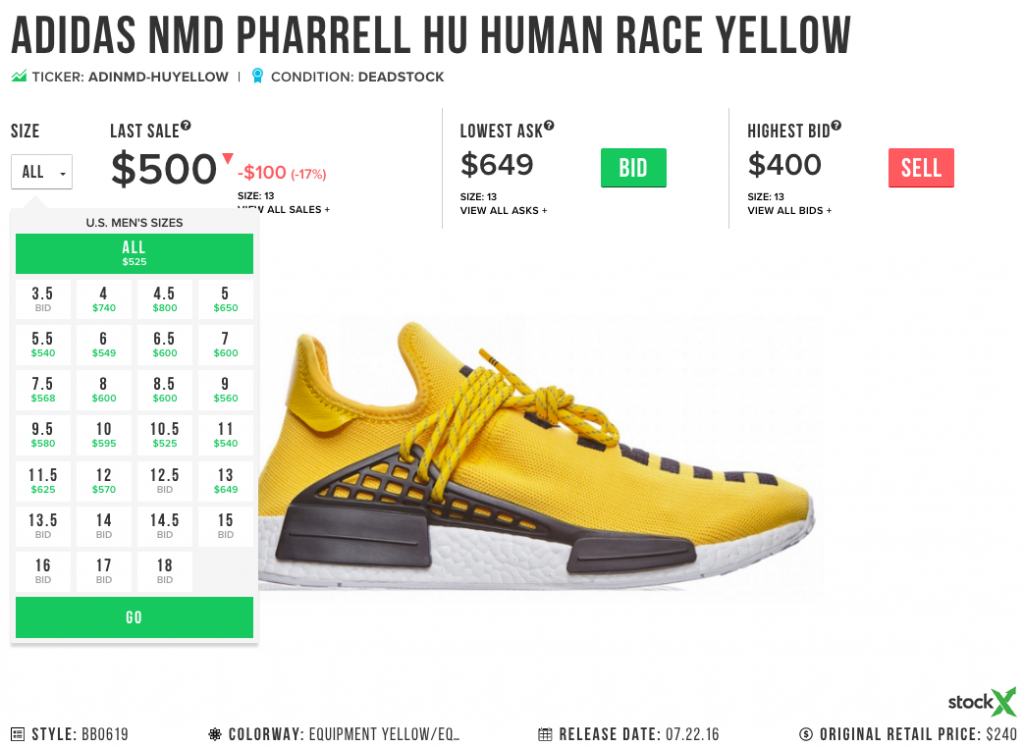 ADIDAS NMD PHARRELL HU HUMAN RACE YELLOW
TICKER: ADINMD-HUYELLOW | CONDITION: DEADSTOCK
SIZE
ALL
LAST SALE?
$500 -$100 (-17%)
SIZE: 13
VIEW ALL SALES +
LOWEST ASK?
$649
SIZE: 13
VIEW ALL ASKS +
BID
HIGHEST BID?
$400
SIZE: 13
VIEW ALL BIDS +
SELL
U.S. MEN'S SIZES
ALL
$525
3.5 4 4.5 5
BID $740 $800 $650
5.5 6 6.5 7
$540 $549 $600 $600
7.5 8 8.5 9
$568 $600 $600 $560
9.5 10 10.5 11
$580 $595 $525 $540
11.5 12 12.5 13
$625 $570 BID $649
13.5 14 14.5 15
BID BID BID BID
16 17 18
BID BID BID
GO
stockX
STYLE: BB0619 COLORWAY: EQUIPMENT YELLOW/EQ... RELEASE DATE: 07.22.16 ORIGINAL RETAIL PRICE: $240